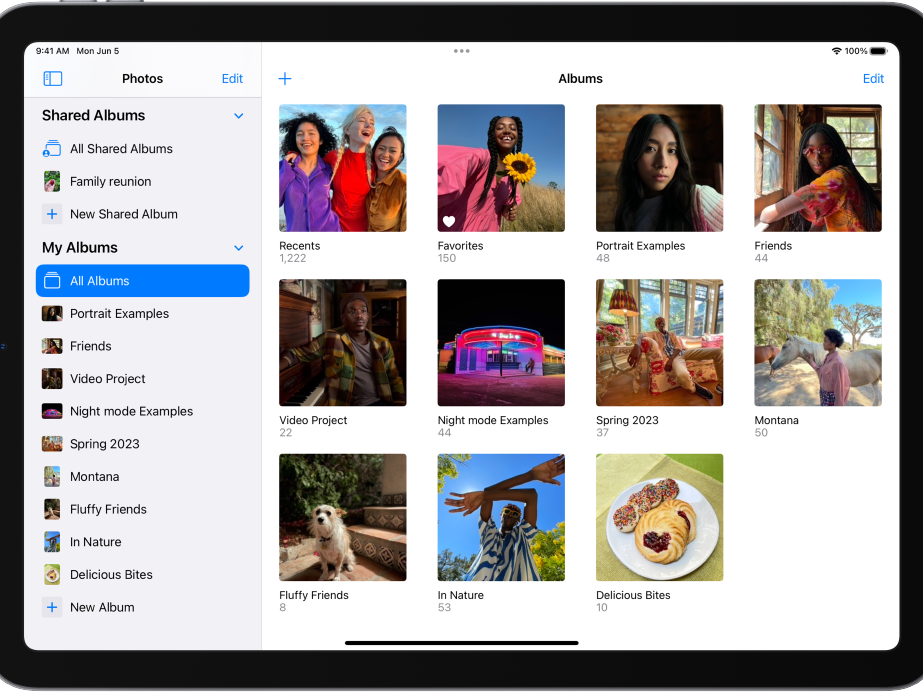 9:41 AM Mon Jun 5
100%
Photos
Edit
Shared Albums
All Shared Albums
Family reunion
New Shared Album
My Albums
All Albums
Portrait Examples
Friends
Video Project
Night mode Examples
Spring 2023
Montana
Fluffy Friends
In Nature
Delicious Bites
New Album
Albums
Edit
Recents
1,222
Favorites
150
Portrait Examples
48
Friends
44
Video Project
22
Night mode Examples
44
Spring 2023
37
Montana
50
Fluffy Friends
8
In Nature
53
Delicious Bites
10